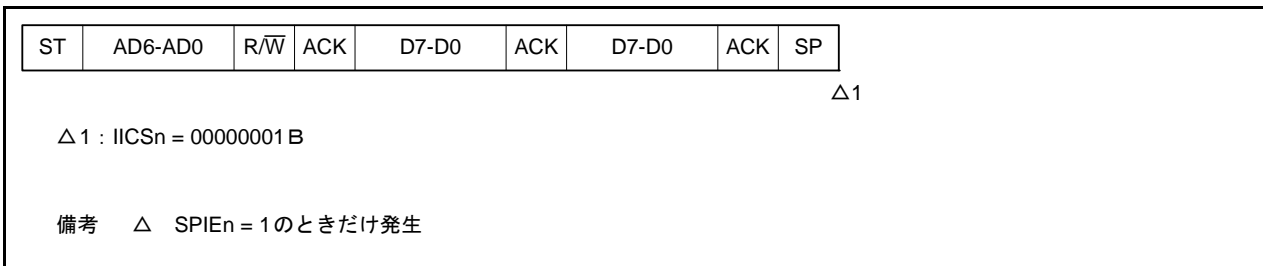 ST AD6-AD0 R/W̅ ACK D7-D0 ACK D7-D0 ACK SP
△1
△1：IICSn = 00000001B
備考 △ SPIEn = 1のときだけ発生